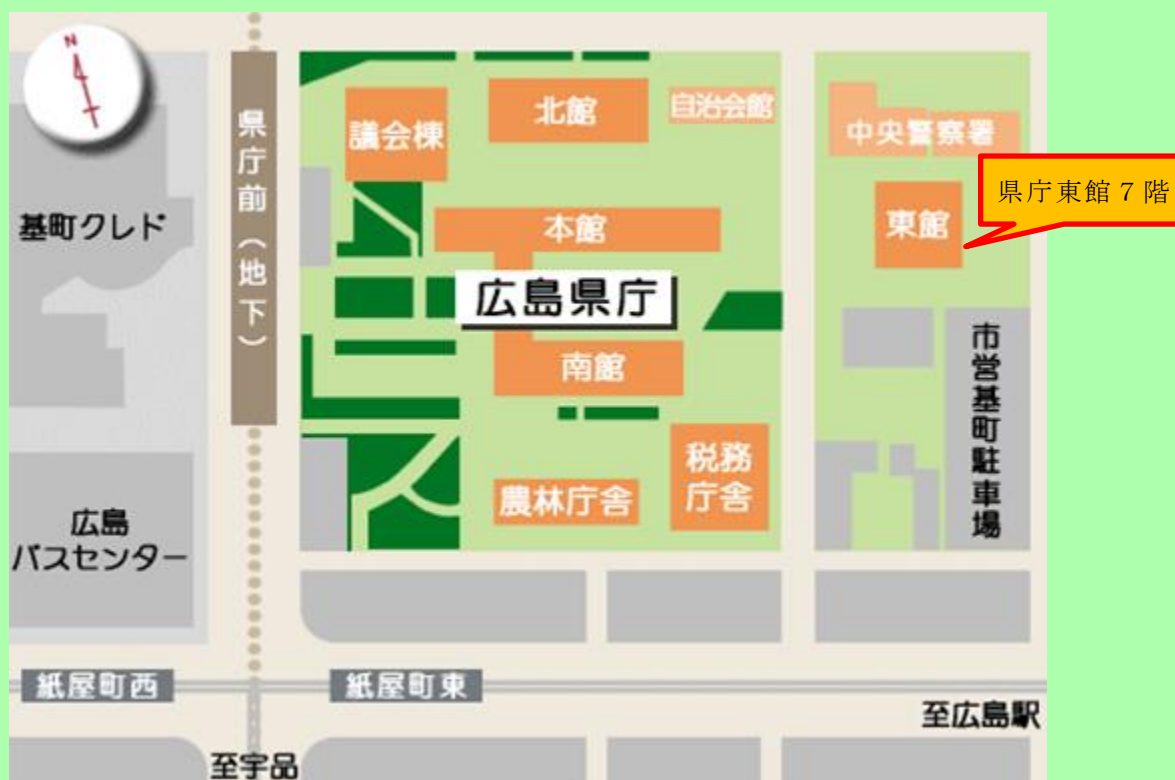 N
県庁前（地下）
議会棟
北館
自治会館
中央警察署
県庁東館７階
基町クレド
本館
東館
広島県庁
南館
市営基町駐車場
税務
庁舎
農林庁舎
広島
バスセンター
紙屋町西
紙屋町東
至広島駅
至宇品